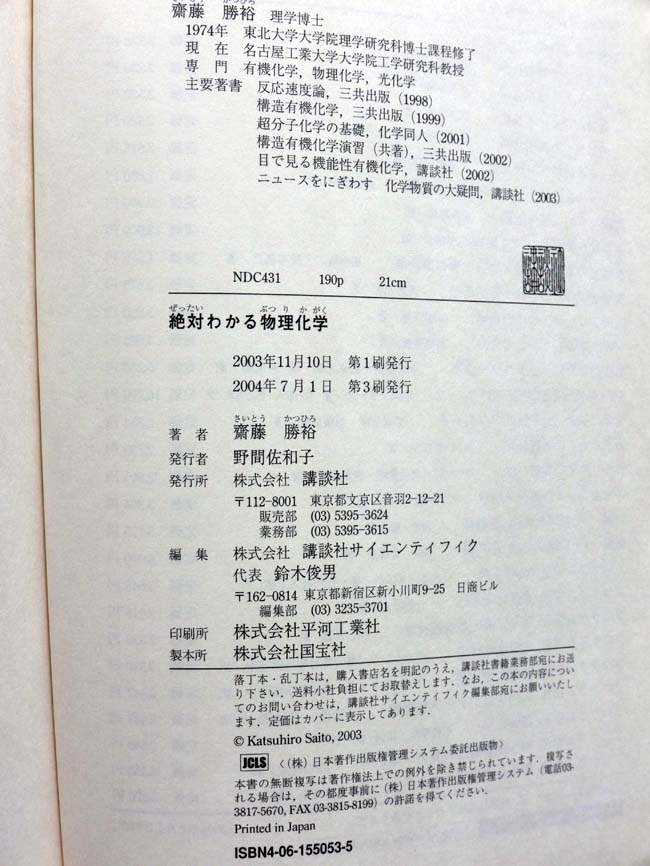 齋藤 勝裕 理学博士
1974年 東北大学大学院理学研究科博士課程修了
現 在 名古屋工業大学大学院工学研究科教授
専 門 有機化学，物理化学，光化学
主要著書 反応速度論，三共出版（1998）
構造有機化学，三共出版（1999）
超分子化学の基礎，化学同人（2001）
構造有機化学演習（共著），三共出版（2002）
目で見る機能性有機化学，講談社（2002）
ニュースをにぎわす 化学物質の大疑問，講談社（2003）
NDC431 190p 21cm
ぜったい ぶつ り か がく
絶対わかる物理化学
2003年11月10日 第1刷発行
2004年7月1日 第3刷発行
さいとう かつひろ
著 者 齋藤 勝裕
発行者 野間佐和子
発行所 株式会社 講談社
〒112-8001 東京都文京区音羽2-12-21
販売部 (03) 5395-3624
業務部 (03) 5395-3615
編 集 株式会社 講談社サイエンティフィク
代表 鈴木俊男
〒162-0814 東京都新宿区新小川町9-25 日商ビル
編集部 (03) 3235-3701
印刷所 株式会社平河工業社
製本所 株式会社国宝社
落丁本・乱丁本は，購入書店名を明記のうえ，講談社書籍業務部宛にお送
り下さい．送料小社負担にてお取替えします．なお，この本の内容につい
てのお問い合わせは，講談社サイエンティフィク編集部宛にお願いいたし
ます．定価はカバーに表示してあります．
© Katsuhiro Saito, 2003
JCLS 〈(株) 日本著作出版権管理システム委託出版物〉
本書の無断複写は著作権法上での例外を除き禁じられています．複写さ
れる場合は，その都度事前に (株) 日本著作出版権管理システム (電話03-
3817-5670, FAX 03-3815-8199) の許諾を得てください．
Printed in Japan
ISBN4-06-155053-5